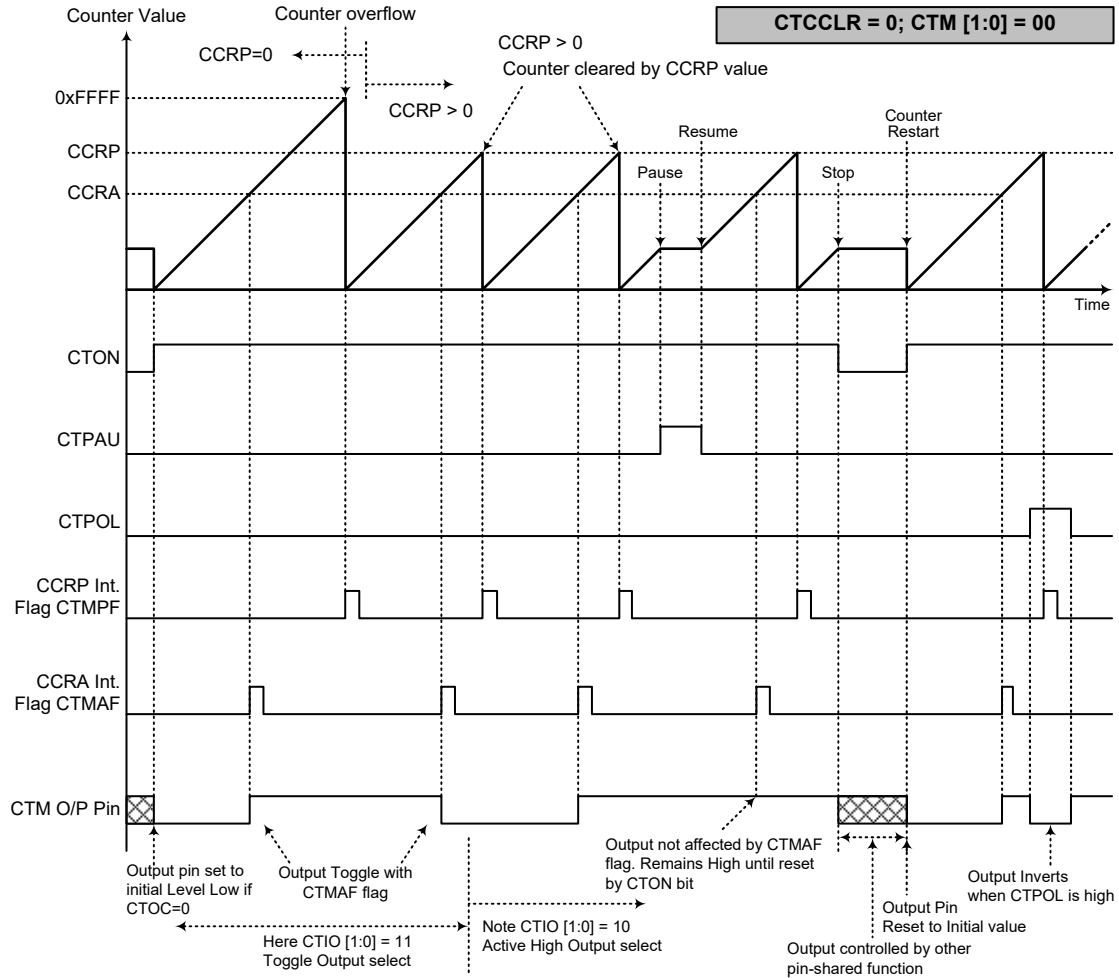 Counter Value
Counter overflow
CTCCLR = 0; CTM [1:0] = 00
CCRP=0
CCRP > 0
CCRP > 0
Counter cleared by CCRP value
0xFFFF
CCRP
CCRA
Pause
Resume
Stop
Counter
Restart
Time
CTON
CTPAU
CTPOL
CCRP Int.
Flag CTMPF
CCRA Int.
Flag CTMAF
CTM O/P Pin
Output pin set to
initial Level Low if
CTOC=0
Output Toggle with
CTMAF flag
Output not affected by CTMAF
flag. Remains High until reset
by CTON bit
Output Inverts
when CTPOL is high
Output Pin
Reset to Initial value
Here CTIO [1:0] = 11
Toggle Output select
Note CTIO [1:0] = 10
Active High Output select
Output controlled by other
pin-shared function